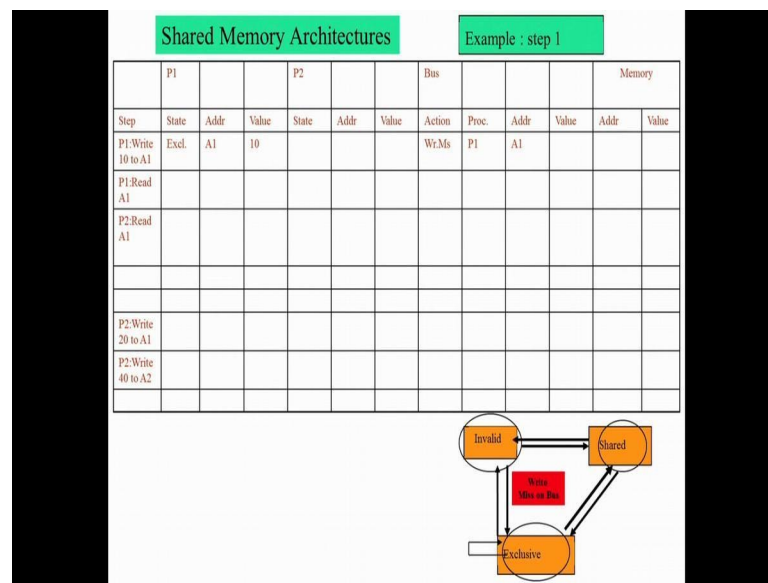 Shared Memory Architectures
Example : step 1
P1 P2 Bus Memory
Step State Addr Value State Addr Value Action Proc. Addr Value Addr Value
P1:Write Excl. A1 10 Wr.Ms P1 A1
10 to A1
P1:Read
A1
P2:Read
A1
P2:Write
20 to A1
P2:Write
40 to A2
Invalid
Shared
Write
Miss on Bus
Exclusive